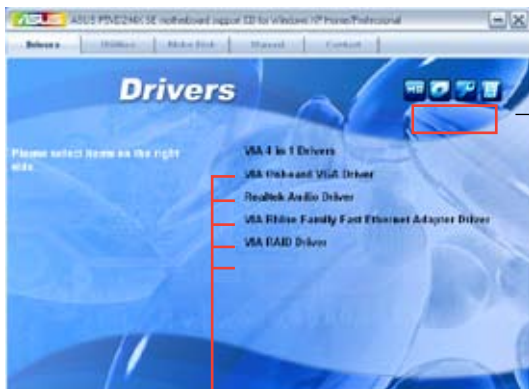 ASUS P5VD2-MX SE motherboard support CD for Windows XP Home/Professional
Drivers Utilities Make Disk Manual Contact
Drivers
Please select items on the right side.
VIA 4 in 1 Drivers
VIA Onboard VGA Driver
Realtek Audio Driver
VIA Rhine Family Fast Ethernet Adapter Driver
VIA RAID Driver